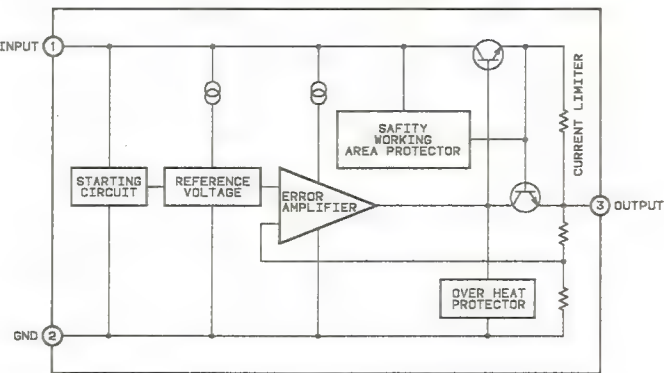 INPUT 1
CURRENT LIMITER
SAFITY
WORKING
AREA PROTECTOR
STARTING
CIRCUIT
REFERENCE
VOLTAGE
ERROR
AMPLIFIER
3 OUTPUT
OVER HEAT
PROTECTOR
GND 2